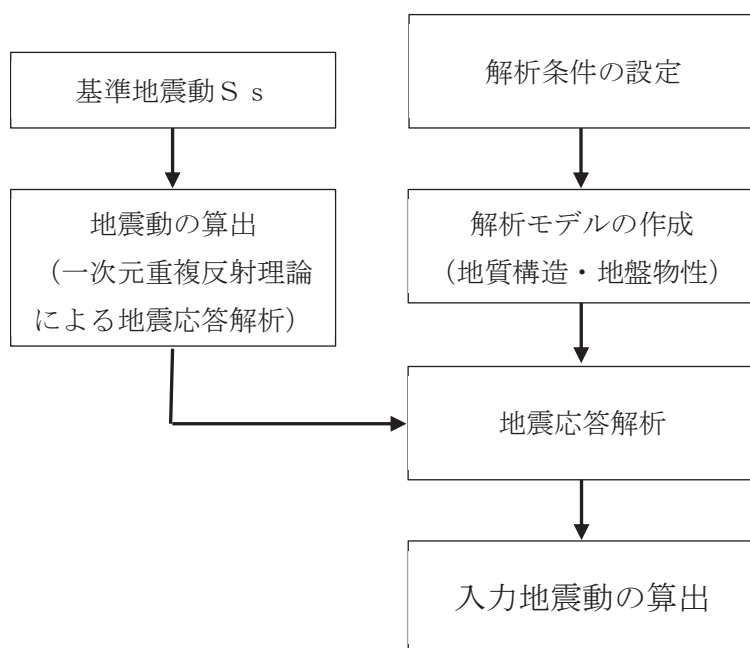 基準地震動Ｓｓ
地震動の算出
（一次元重複反射理論
による地震応答解析）
解析条件の設定
解析モデルの作成
（地質構造・地盤物性）
地震応答解析
入力地震動の算出